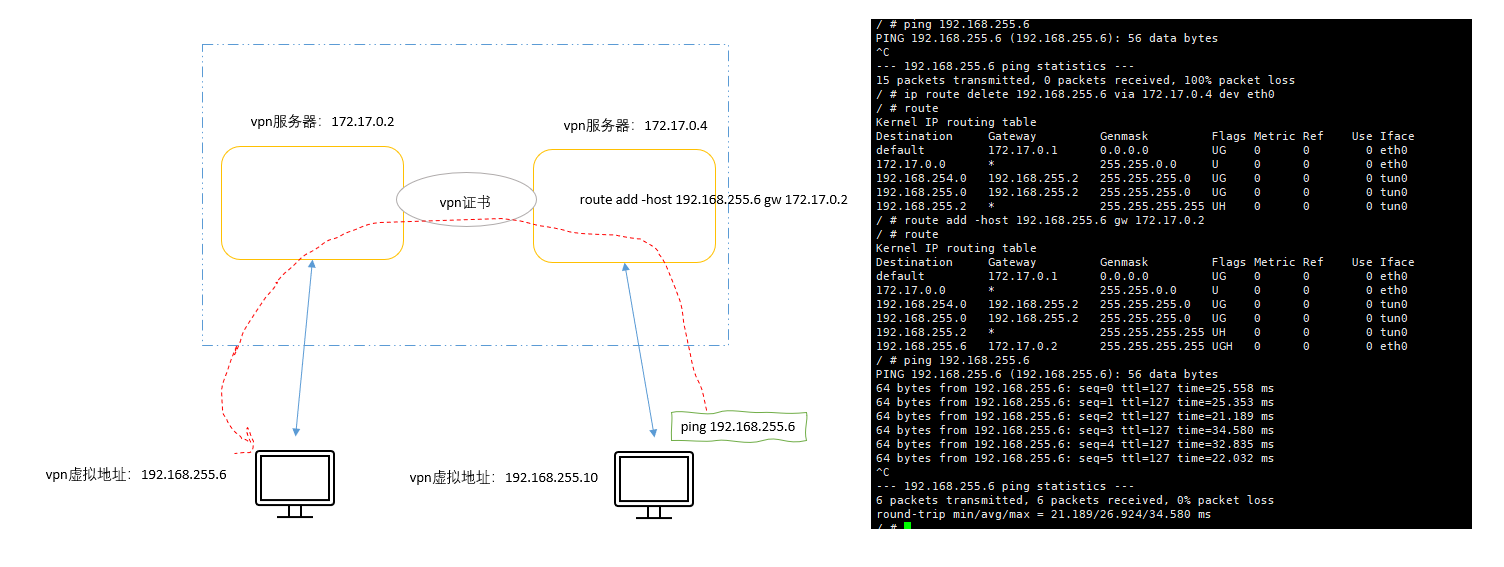 vpn服务器：172.17.0.2
vpn服务器：172.17.0.4
vpn证书
route add -host 192.168.255.6 gw 172.17.0.2
ping 192.168.255.6
vpn虚拟地址：192.168.255.6
vpn虚拟地址：192.168.255.10
/ # ping 192.168.255.6
PING 192.168.255.6 (192.168.255.6): 56 data bytes
^C
--- 192.168.255.6 ping statistics ---
15 packets transmitted, 0 packets received, 100% packet loss
/ # ip route delete 192.168.255.6 via 172.17.0.4 dev eth0
/ # route
Kernel IP routing table
Destination     Gateway         Genmask         Flags Metric Ref    Use Iface
default         172.17.0.1      0.0.0.0         UG    0      0        0 eth0
172.17.0.0      *               255.255.0.0     U     0      0        0 eth0
192.168.254.0   192.168.255.2   255.255.255.0   UG    0      0        0 tun0
192.168.255.0   192.168.255.2   255.255.255.0   UG    0      0        0 tun0
192.168.255.2   *               255.255.255.255 UH    0      0        0 tun0
/ # route add -host 192.168.255.6 gw 172.17.0.2
/ # route
Kernel IP routing table
Destination     Gateway         Genmask         Flags Metric Ref    Use Iface
default         172.17.0.1      0.0.0.0         UG    0      0        0 eth0
172.17.0.0      *               255.255.0.0     U     0      0        0 eth0
192.168.254.0   192.168.255.2   255.255.255.0   UG    0      0        0 tun0
192.168.255.0   192.168.255.2   255.255.255.0   UG    0      0        0 tun0
192.168.255.2   *               255.255.255.255 UH    0      0        0 tun0
192.168.255.6   172.17.0.2      255.255.255.255 UGH   0      0        0 eth0
/ # ping 192.168.255.6
PING 192.168.255.6 (192.168.255.6): 56 data bytes
64 bytes from 192.168.255.6: seq=0 ttl=127 time=25.558 ms
64 bytes from 192.168.255.6: seq=1 ttl=127 time=25.353 ms
64 bytes from 192.168.255.6: seq=2 ttl=127 time=21.189 ms
64 bytes from 192.168.255.6: seq=3 ttl=127 time=34.580 ms
64 bytes from 192.168.255.6: seq=4 ttl=127 time=32.835 ms
64 bytes from 192.168.255.6: seq=5 ttl=127 time=22.032 ms
^C
--- 192.168.255.6 ping statistics ---
6 packets transmitted, 6 packets received, 0% packet loss
round-trip min/avg/max = 21.189/26.924/34.580 ms
/ #